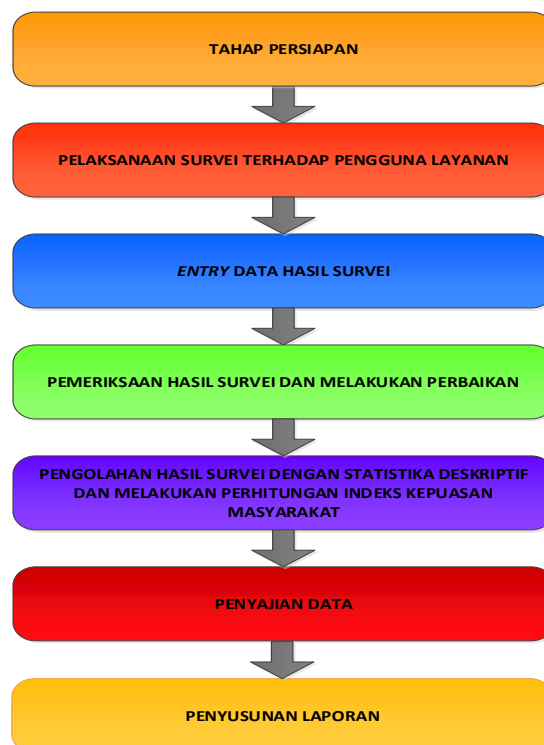 TAHAP PERSIAPAN
PELAKSANAAN SURVEI TERHADAP PENGGUNA LAYANAN
ENTRY DATA HASIL SURVEI
PEMERIKSAAN HASIL SURVEI DAN MELAKUKAN PERBAIKAN
PENGOLAHAN HASIL SURVEI DENGAN STATISTIKA DESKRIPTIF
DAN MELAKUKAN PERHITUNGAN INDEKS KEPUASAN
MASYARAKAT
PENYAJIAN DATA
PENYUSUNAN LAPORAN